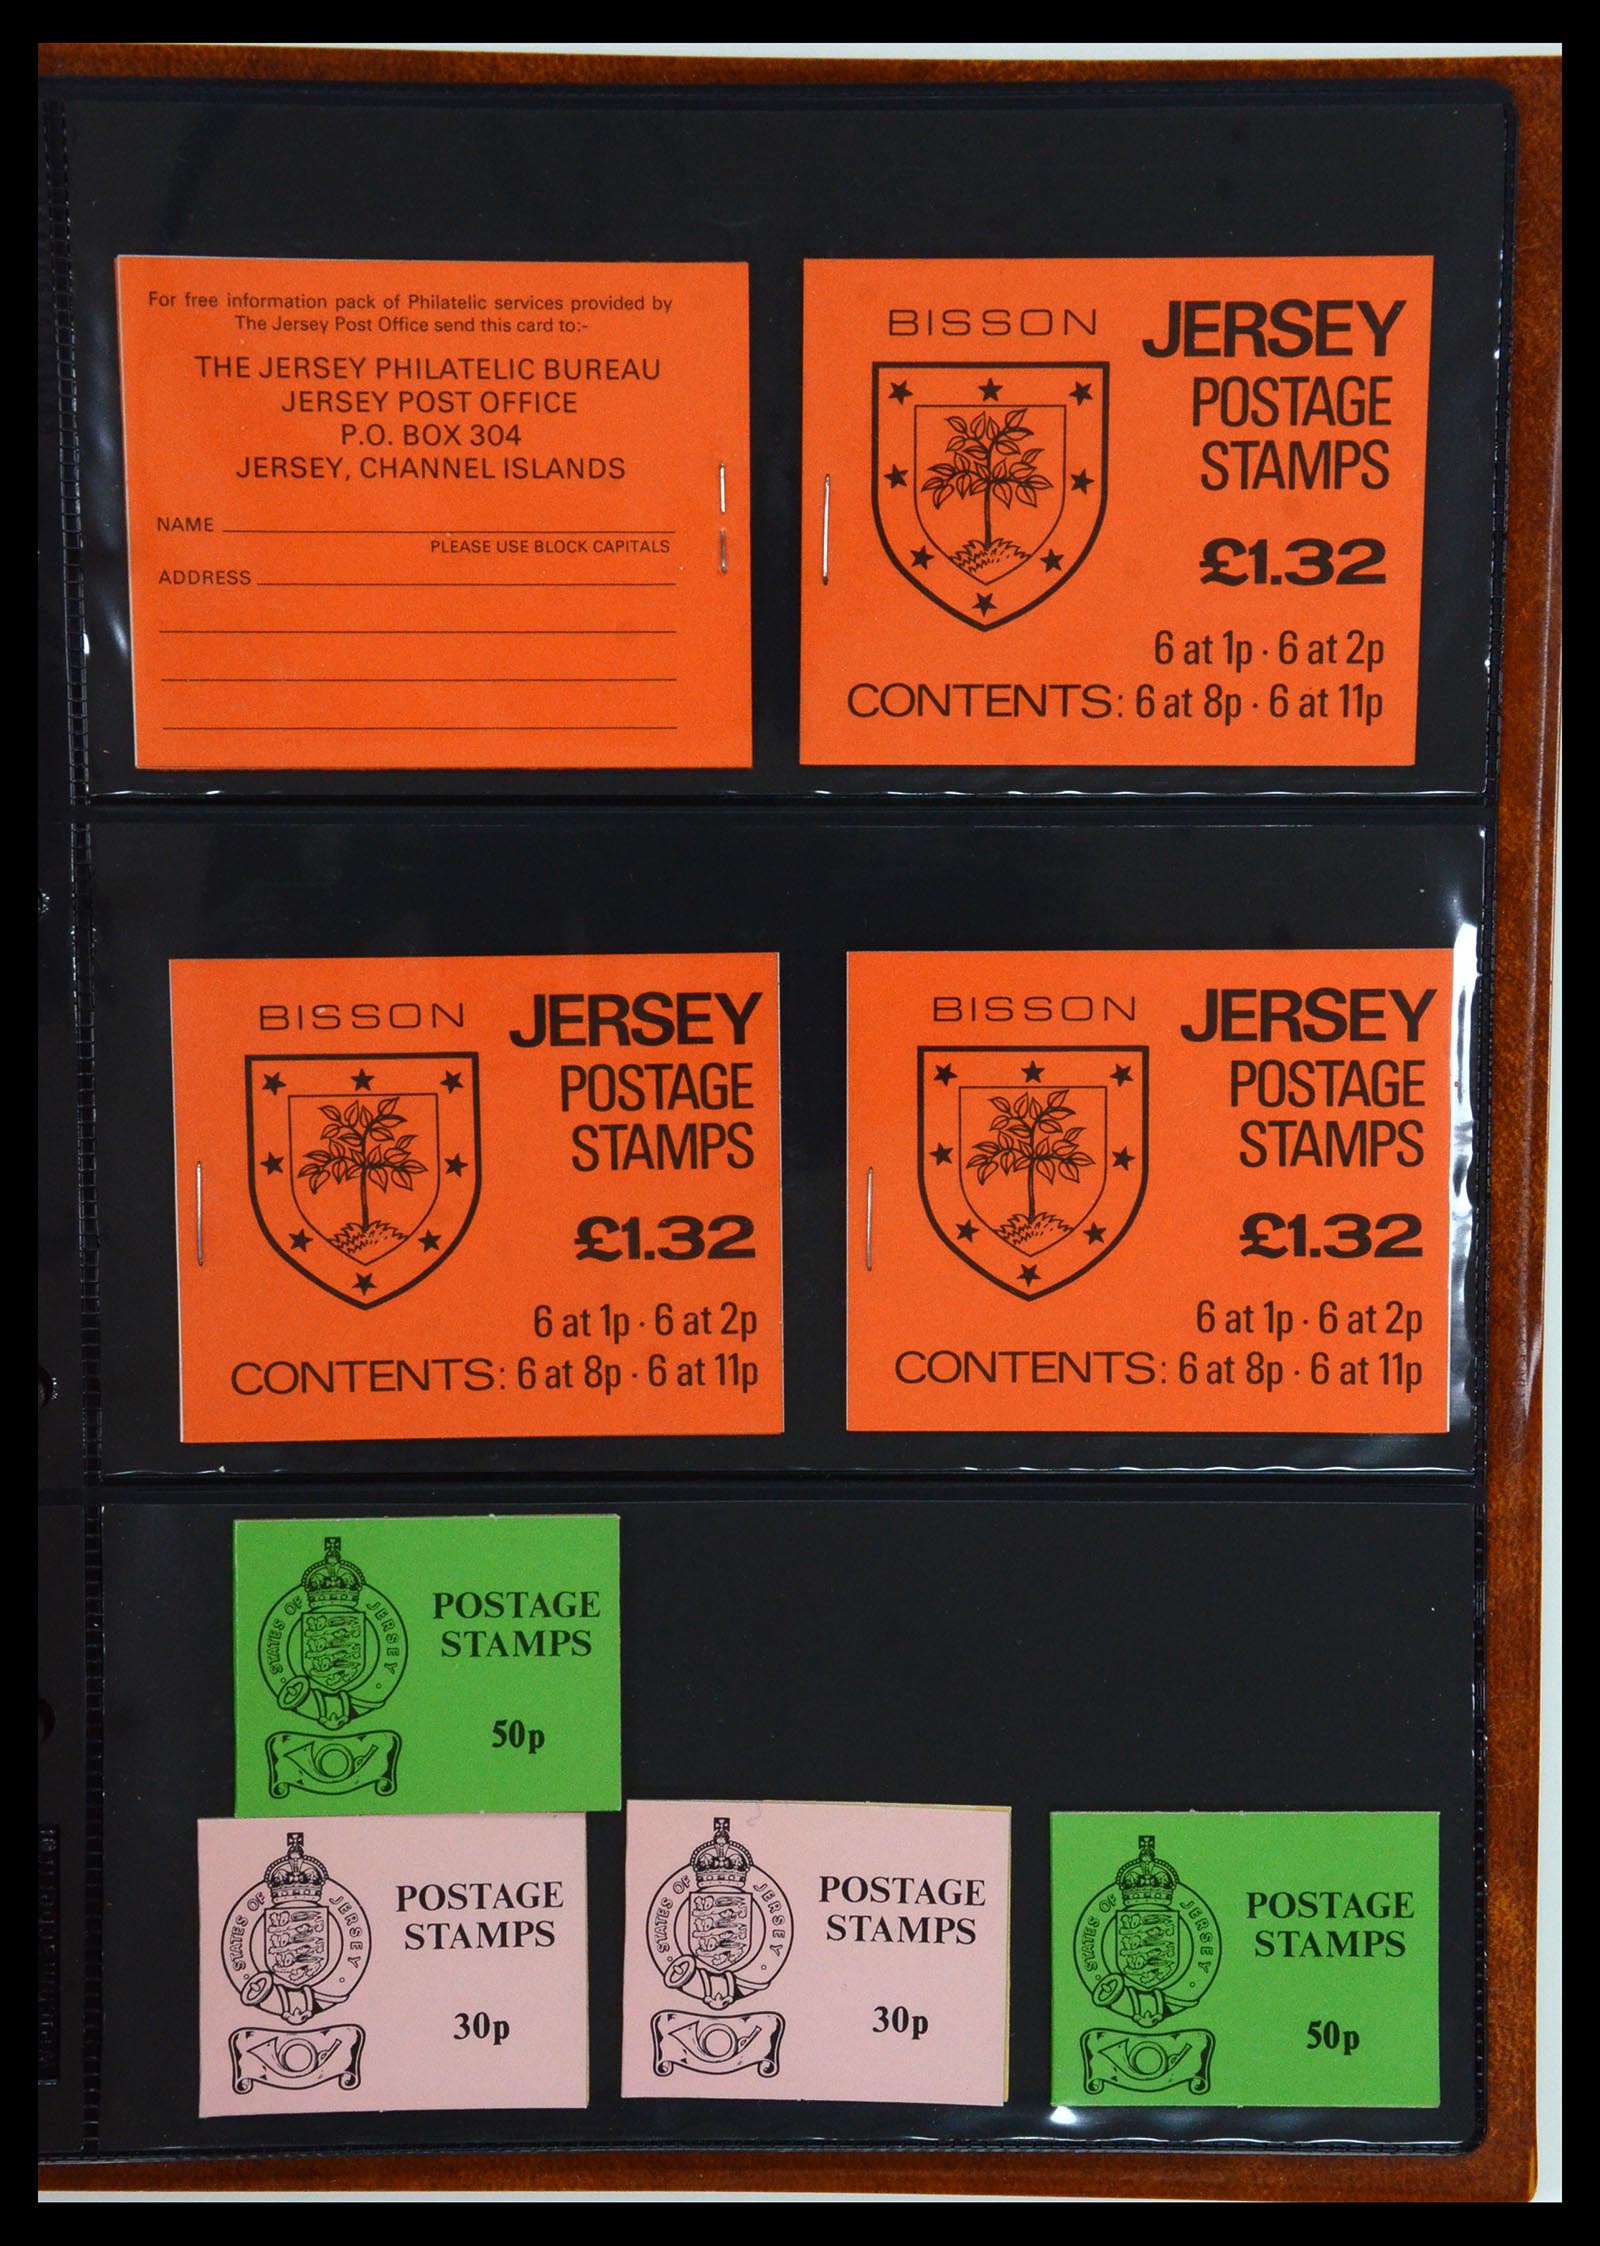 For free information pack of Philatelic services provided by
The Jersey Post Office send this card to:-
THE JERSEY PHILATELIC BUREAU
JERSEY POST OFFICE
P.O. BOX 304
JERSEY, CHANNEL ISLANDS
NAME
PLEASE USE BLOCK CAPITALS
ADDRESS
BISSON
JERSEY
POSTAGE
STAMPS
£1.32
6 at 1p · 6 at 2p
CONTENTS: 6 at 8p · 6 at 11p
BISSON
JERSEY
POSTAGE
STAMPS
£1.32
6 at 1p · 6 at 2p
CONTENTS: 6 at 8p · 6 at 11p
BISSON
JERSEY
POSTAGE
STAMPS
£1.32
6 at 1p · 6 at 2p
CONTENTS: 6 at 8p · 6 at 11p
· STATES OF JERSEY ·
POSTAGE
STAMPS
50p
· STATES OF JERSEY ·
POSTAGE
STAMPS
30p
· STATES OF JERSEY ·
POSTAGE
STAMPS
30p
· STATES OF JERSEY ·
POSTAGE
STAMPS
50p